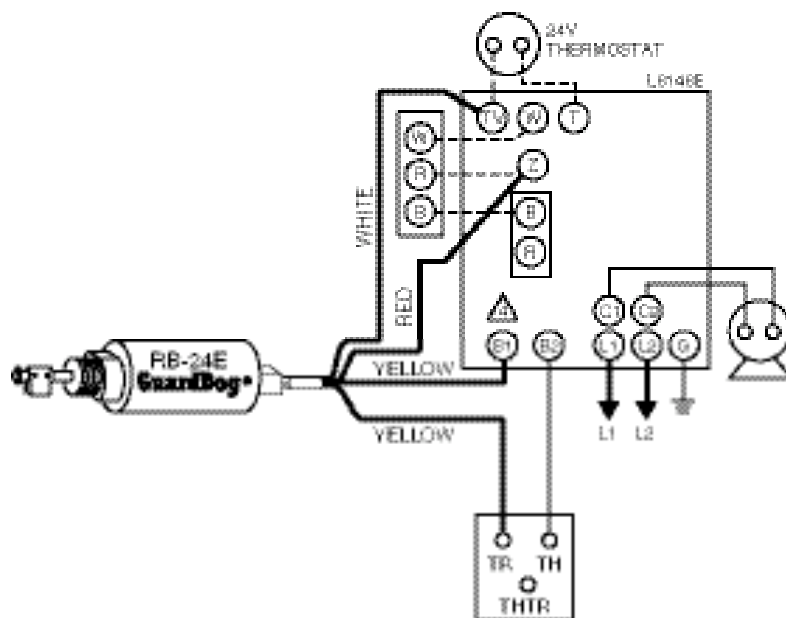 24V
THERMOSTAT
L8148E
TV W T
W
R Z
B B
R
WHITE
RED
C1 C2
4
B1 B2 L1 L2 G
RB-24E
GuardDog®
YELLOW
YELLOW
L1 L2
TR TH
THTR